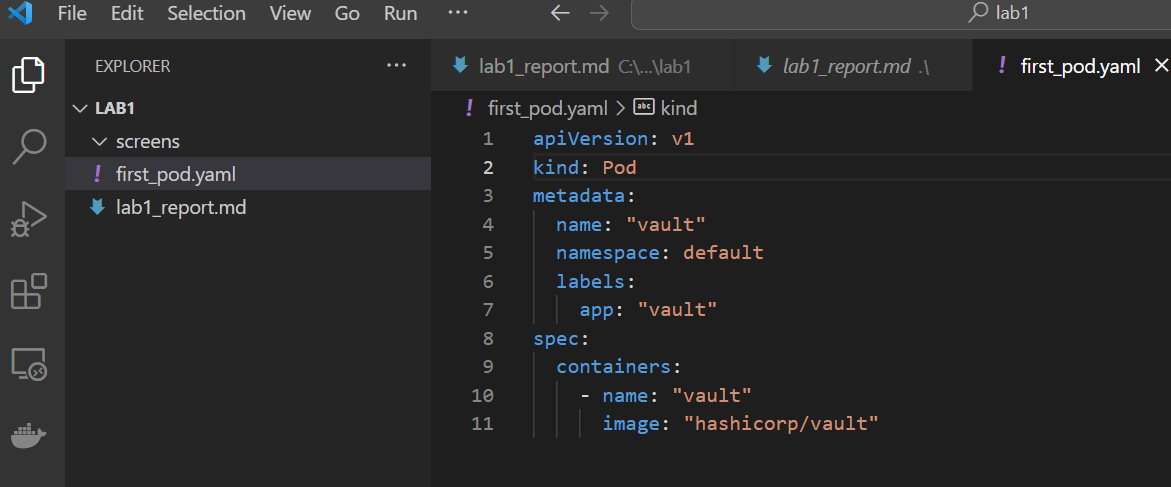 File Edit Selection View Go Run ··· lab1
EXPLORER ···
LAB1
screens
! first_pod.yaml
lab1_report.md
lab1_report.md C:\...\lab1 lab1_report.md .\ ! first_pod.yaml
! first_pod.yaml > abc kind
1 apiVersion: v1
2 kind: Pod
3 metadata:
4 name: "vault"
5 namespace: default
6 labels:
7 app: "vault"
8 spec:
9 containers:
10 - name: "vault"
11 image: "hashicorp/vault"